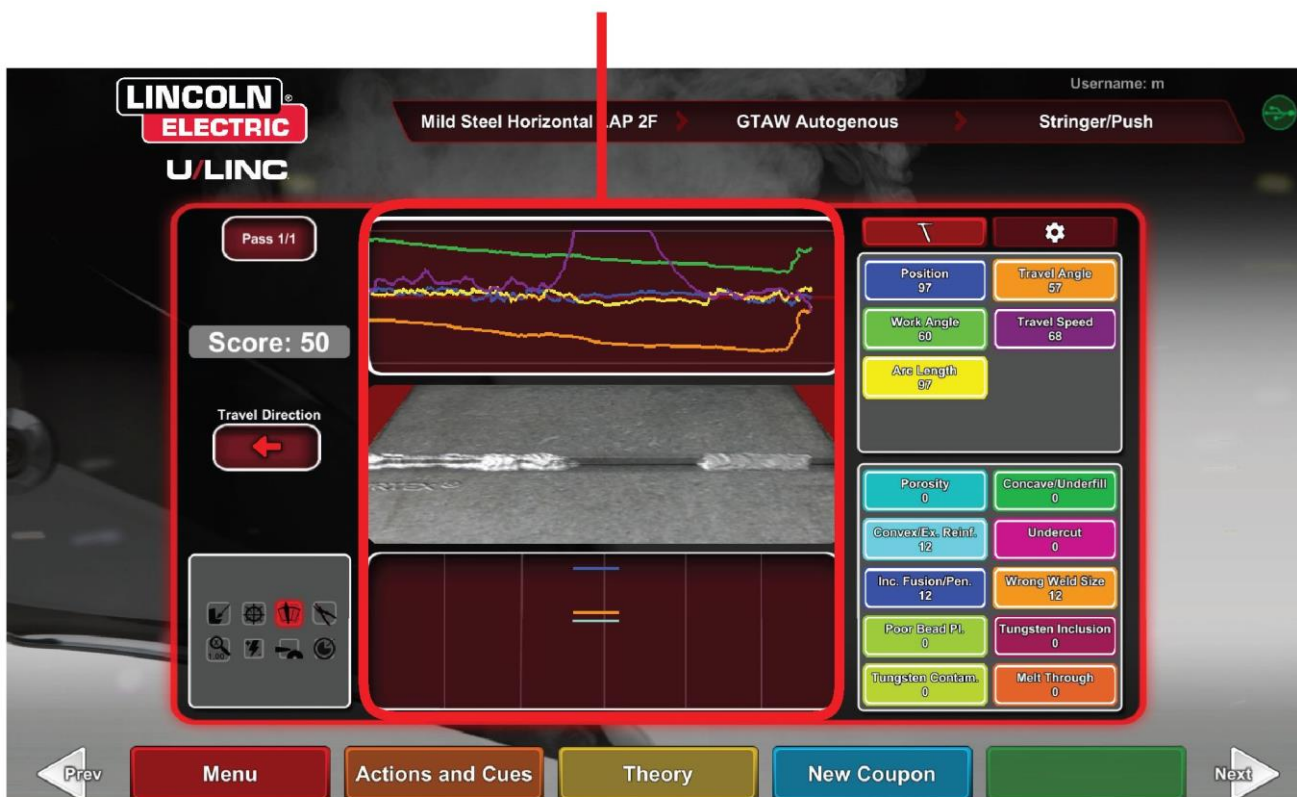 Username: m
LINCOLN ®
ELECTRIC
U/LINC
Mild Steel Horizontal LAP 2F
GTAW Autogenous
Stringer/Push
Pass 1/1
Score: 50
Travel Direction
1.00
Position
97
Travel Angle
57
Work Angle
60
Travel Speed
68
Arc Length
97
Porosity
0
Concave/Underfill
0
Convex/Ex. Reinf.
12
Undercut
0
Inc. Fusion/Pen.
12
Wrong Weld Size
12
Poor Bead Pl.
0
Tungsten Inclusion
0
Tungsten Contam.
0
Melt Through
0
Prev
Menu
Actions and Cues
Theory
New Coupon
Next